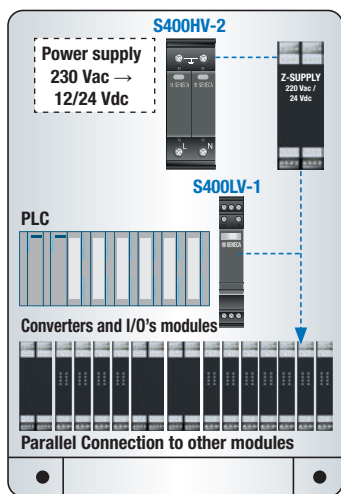 S400HV-2
Power supply
230 Vac →
12/24 Vdc
SENECA
L
N
Z-SUPPLY
220 Vac /
24 Vdc
S400LV-1
SENECA
PLC
Converters and I/O's modules
Parallel Connection to other modules